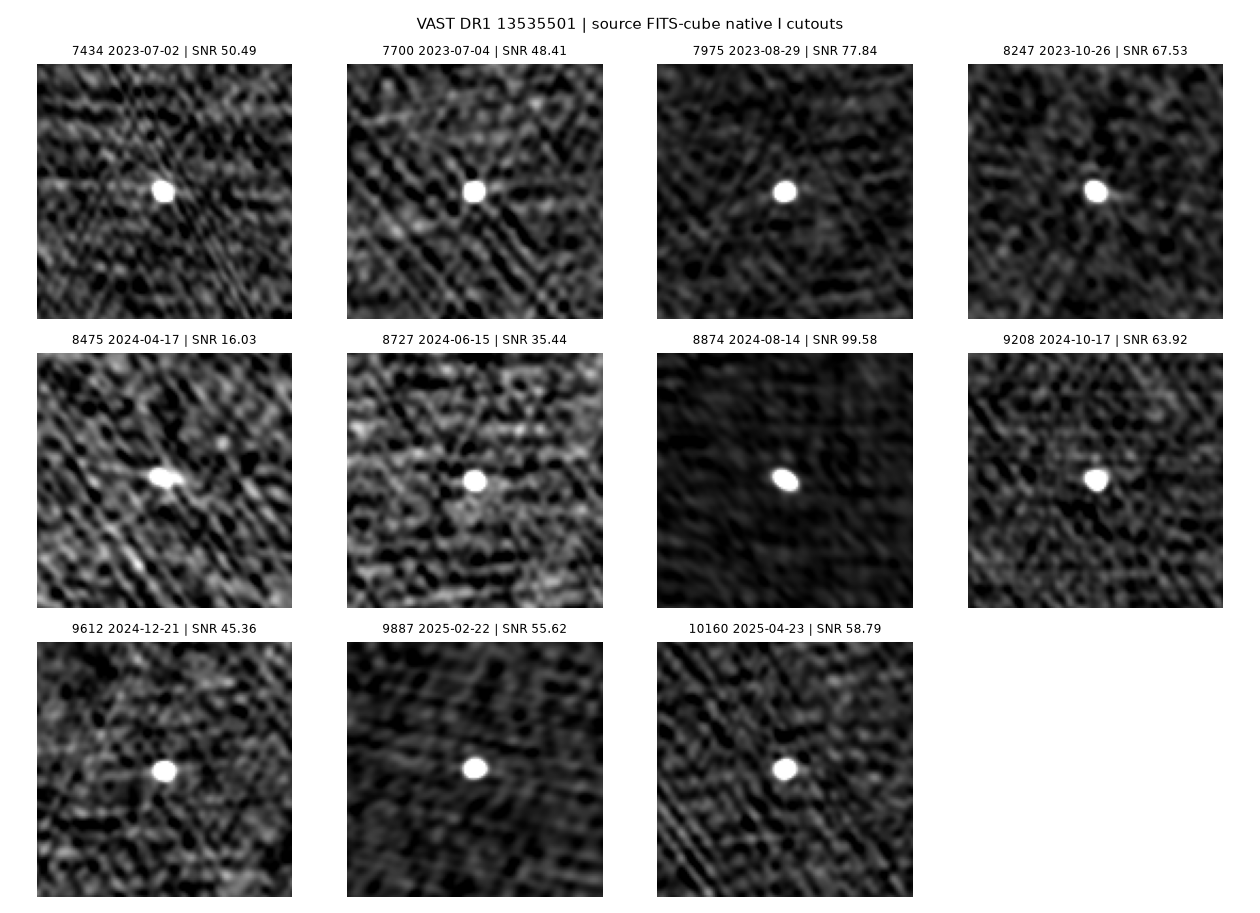 VAST DR1 13535501 | source FITS-cube native I cutouts
7434 2023-07-02 | SNR 50.49
7700 2023-07-04 | SNR 48.41
7975 2023-08-29 | SNR 77.84
8247 2023-10-26 | SNR 67.53
8475 2024-04-17 | SNR 16.03
8727 2024-06-15 | SNR 35.44
8874 2024-08-14 | SNR 99.58
9208 2024-10-17 | SNR 63.92
9612 2024-12-21 | SNR 45.36
9887 2025-02-22 | SNR 55.62
10160 2025-04-23 | SNR 58.79